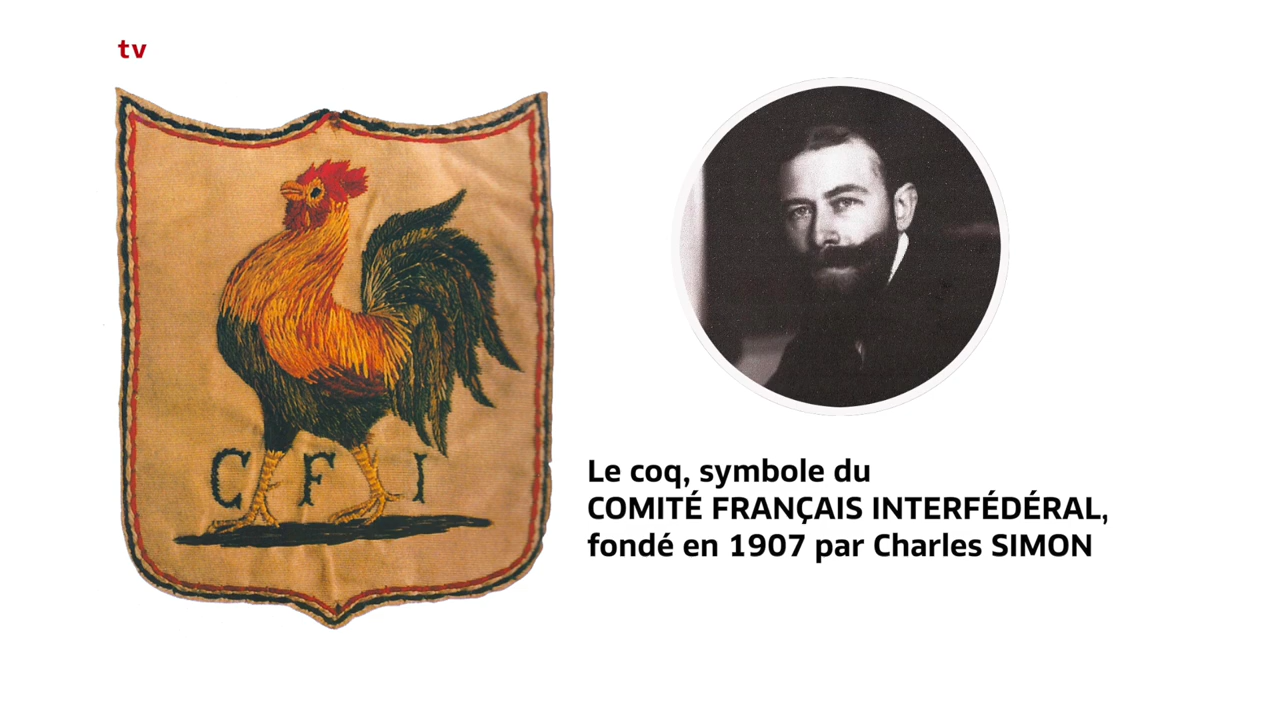 tv
C F I
Le coq, symbole du
COMITÉ FRANÇAIS INTERFÉDÉRAL,
fondé en 1907 par Charles SIMON